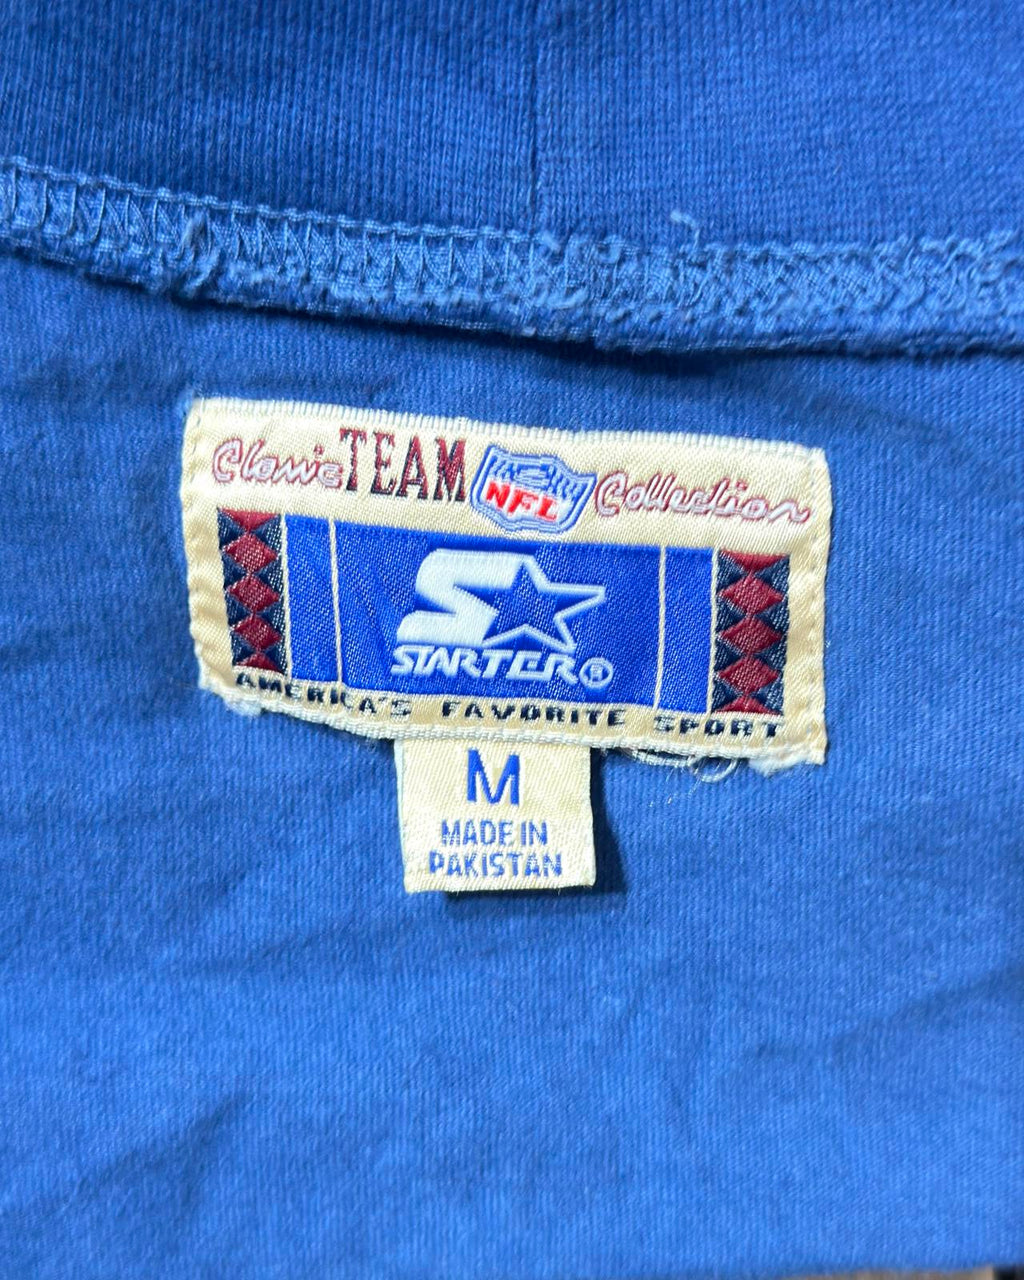 Classic TEAM NFL Collection
STARTER®
AMERICA'S FAVORITE SPORT
M
MADE IN
PAKISTAN